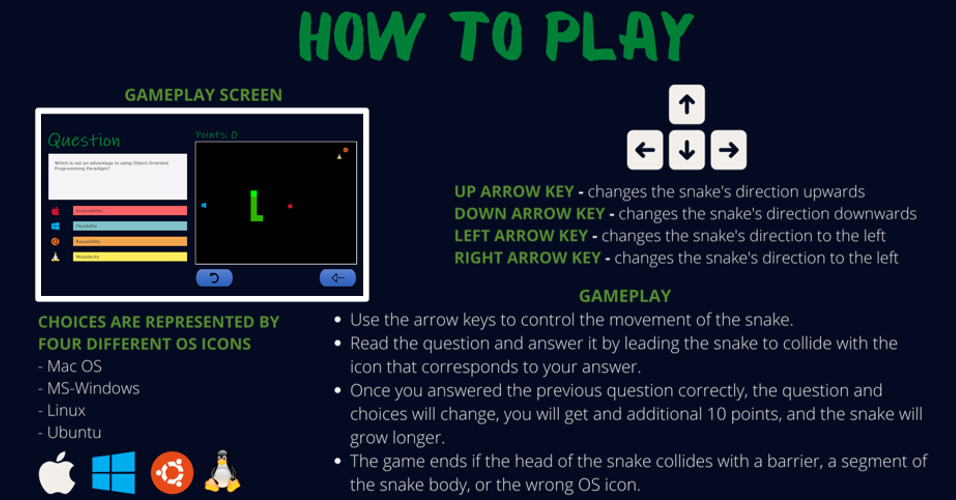 HOW TO PLAY
GAMEPLAY SCREEN
Question
Points: 0
Which is not an advantage in using Object Oriented
Programming Paradigm?
Extensibility
Flexibility
Reusability
Modularity
CHOICES ARE REPRESENTED BY
FOUR DIFFERENT OS ICONS
- Mac OS
- MS-Windows
- Linux
- Ubuntu
UP ARROW KEY - changes the snake's direction upwards
DOWN ARROW KEY - changes the snake's direction downwards
LEFT ARROW KEY - changes the snake's direction to the left
RIGHT ARROW KEY - changes the snake's direction to the left
GAMEPLAY
• Use the arrow keys to control the movement of the snake.
• Read the question and answer it by leading the snake to collide with the
icon that corresponds to your answer.
• Once you answered the previous question correctly, the question and
choices will change, you will get and additional 10 points, and the snake will
grow longer.
• The game ends if the head of the snake collides with a barrier, a segment of
the snake body, or the wrong OS icon.